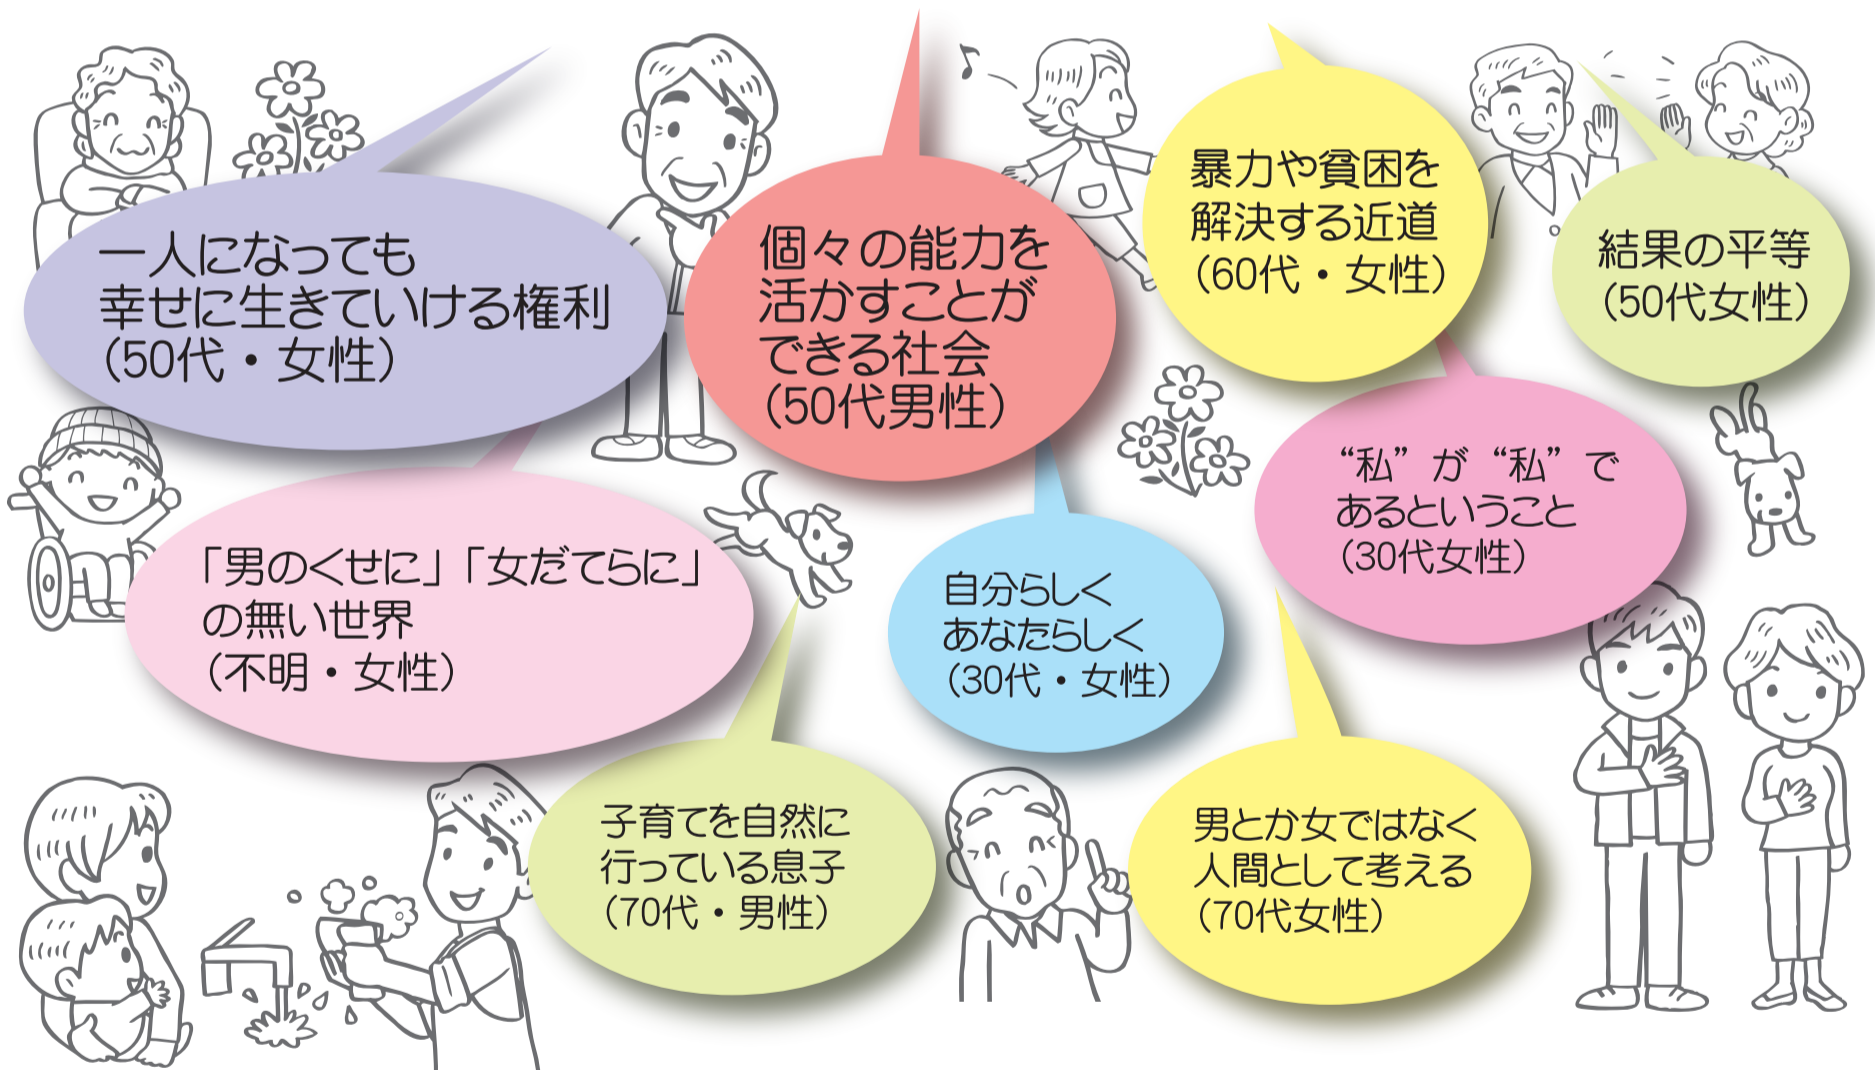 一人になっても
幸せに生きていける権利
(50代・女性)
個々の能力を
活かすことが
できる社会
(50代男性)
暴力や貧困を
解決する近道
(60代・女性)
結果の平等
(50代女性)
“私”が“私”で
あるということ
(30代女性)
「男のくせに」「女だてらに」
の無い世界
(不明・女性)
自分らしく
あなたらしく
(30代・女性)
子育てを自然に
行っている息子
(70代・男性)
男とか女ではなく
人間として考える
(70代女性)